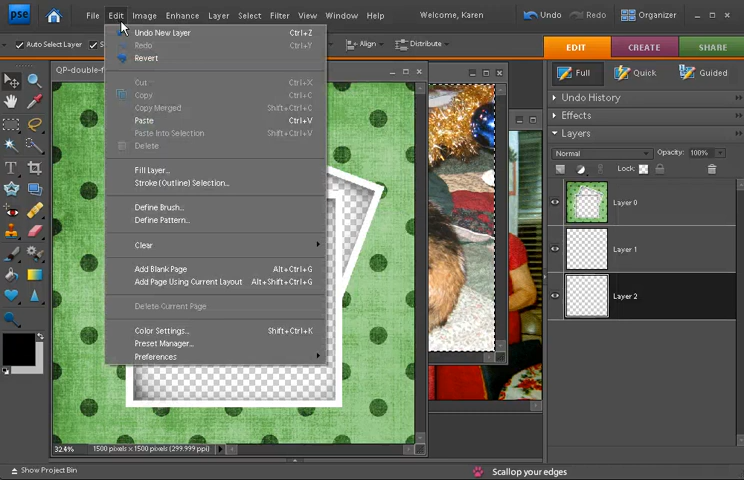 pse File Edit Image Enhance Layer Select Filter View Window Help Welcome, Karen Undo Redo Organizer
Auto Select Layer Align Distribute EDIT CREATE SHARE
Undo New Layer Ctrl+Z
Redo Ctrl+Y
Revert
Cut Ctrl+X
Copy Ctrl+C
Copy Merged Shift+Ctrl+C
Paste Ctrl+V
Paste Into Selection Shift+Ctrl+V
Delete
Fill Layer...
Stroke (Outline) Selection...
Define Brush...
Define Pattern...
Clear
Add Blank Page Alt+Ctrl+G
Add Page Using Current Layout Alt+Shift+Ctrl+G
Delete Current Page
Color Settings... Shift+Ctrl+K
Preset Manager...
Preferences
QP-double-f
T
Full Quick Guided
Undo History
Effects
Layers
Normal Opacity: 100%
Lock:
Layer 0
Layer 1
Layer 2
32.4% 1500 pixels x 1500 pixels (299.999 ppi)
Show Project Bin Scallop your edges